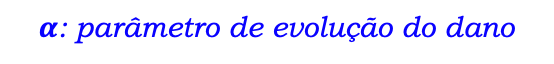 α: parâmetro de evolução do dano